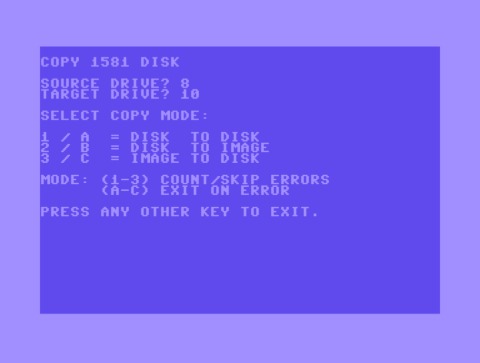 COPY 1581 DISK
SOURCE DRIVE? 8
TARGET DRIVE? 10
SELECT COPY MODE:
1 / A  = DISK  TO DISK
2 / B  = DISK  TO IMAGE
3 / C  = IMAGE TO DISK
MODE: (1-3) COUNT/SKIP ERRORS
      (A-C) EXIT ON ERROR
PRESS ANY OTHER KEY TO EXIT.